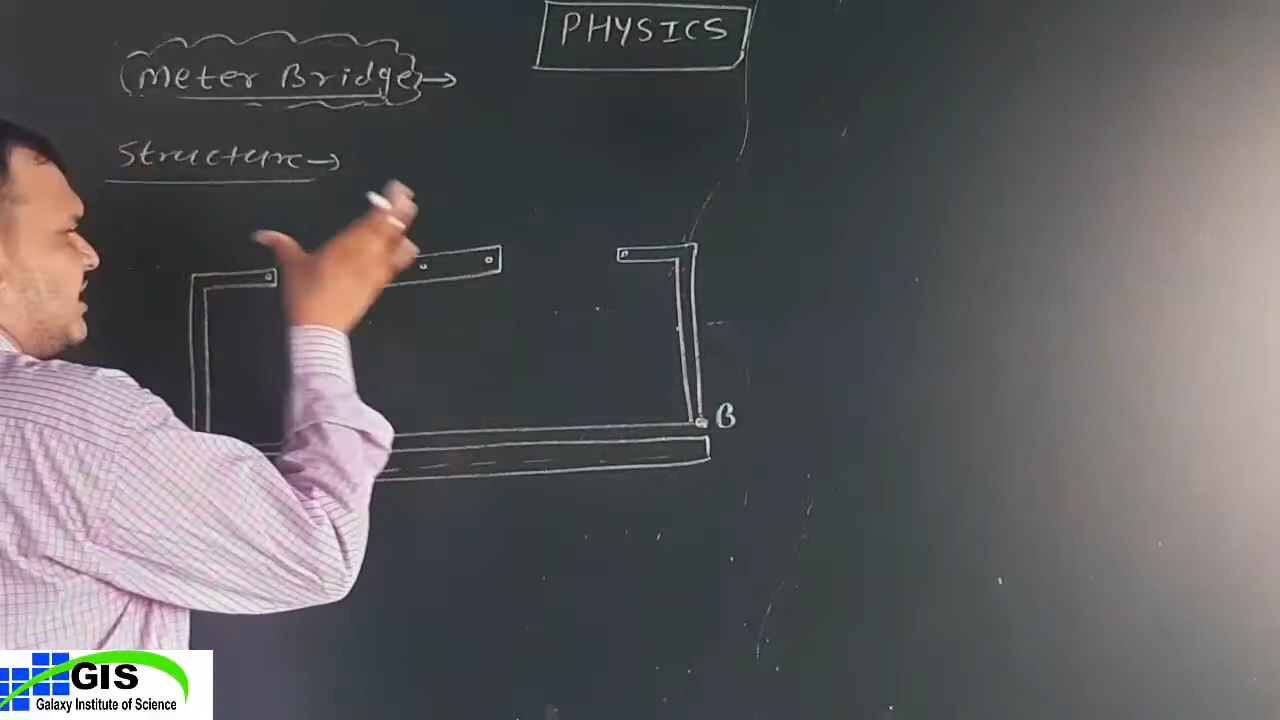 PHYSICS
Meter Bridge →
Structure →
B
GIS
Galaxy Institute of Science